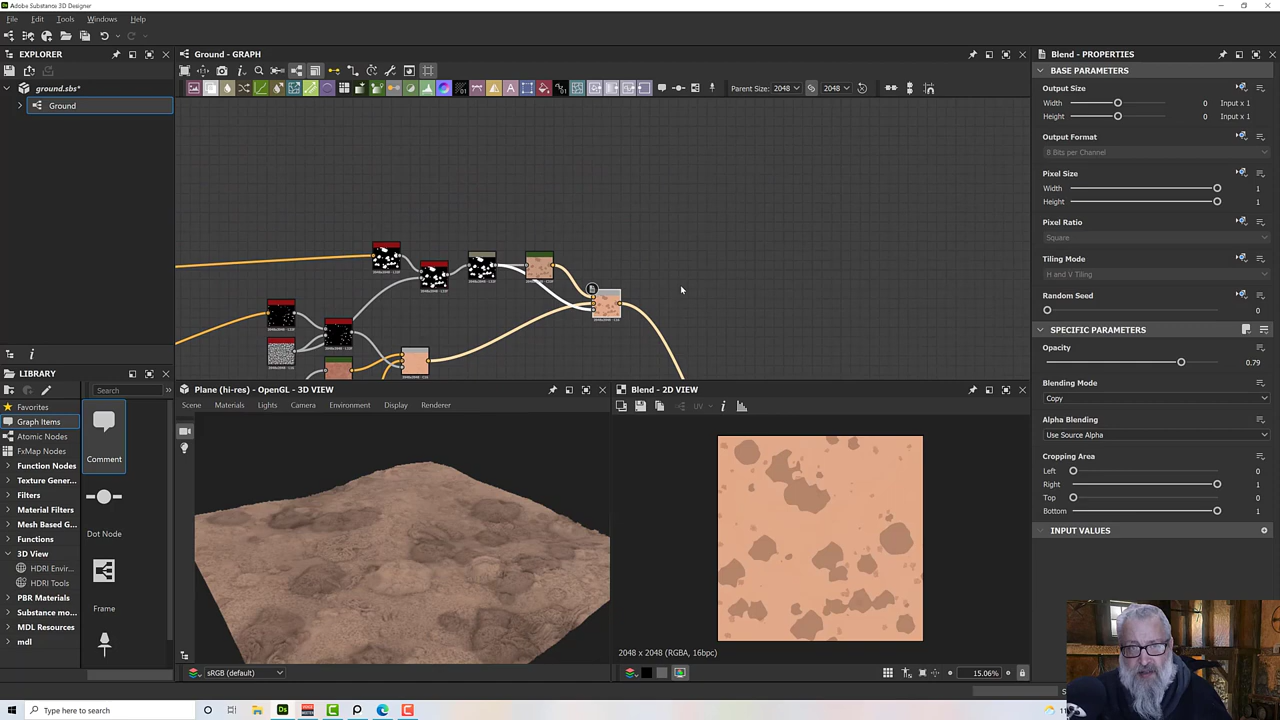 Adobe Substance 3D Designer
File Edit Tools Windows Help
EXPLORER
ground.sbs*
Ground
LIBRARY
Search
Favorites
Graph Items
Atomic Nodes
FxMap Nodes
Function Nodes
Texture Gener...
Filters
Material Filters
Mesh Based G...
Functions
3D View
HDRI Envir...
HDRI Tools
PBR Materials
Substance mo...
MDL Resources
mdl
Comment
Dot Node
Frame
Ground - GRAPH
Parent Size: 2048 2048
Plane (hi-res) - OpenGL - 3D VIEW
Scene Materials Lights Camera Environment Display Renderer
sRGB (default)
Blend - 2D VIEW
UV
2048 x 2048 (RGBA, 16bpc)
15.06%
Blend - PROPERTIES
BASE PARAMETERS
Output Size
Width 0 Input x 1
Height 0 Input x 1
Output Format
8 Bits per Channel
Pixel Size
Width 1
Height 1
Pixel Ratio
Square
Tiling Mode
H and V Tiling
Random Seed
0
SPECIFIC PARAMETERS
Opacity
0.79
Blending Mode
Copy
Alpha Blending
Use Source Alpha
Cropping Area
Left 0
Right 1
Top 0
Bottom 1
INPUT VALUES
Type here to search